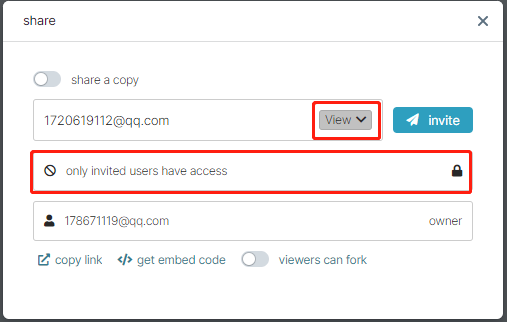 share
share a copy
1720619112@qq.com View invite
only invited users have access
178671119@qq.com owner
copy link get embed code viewers can fork